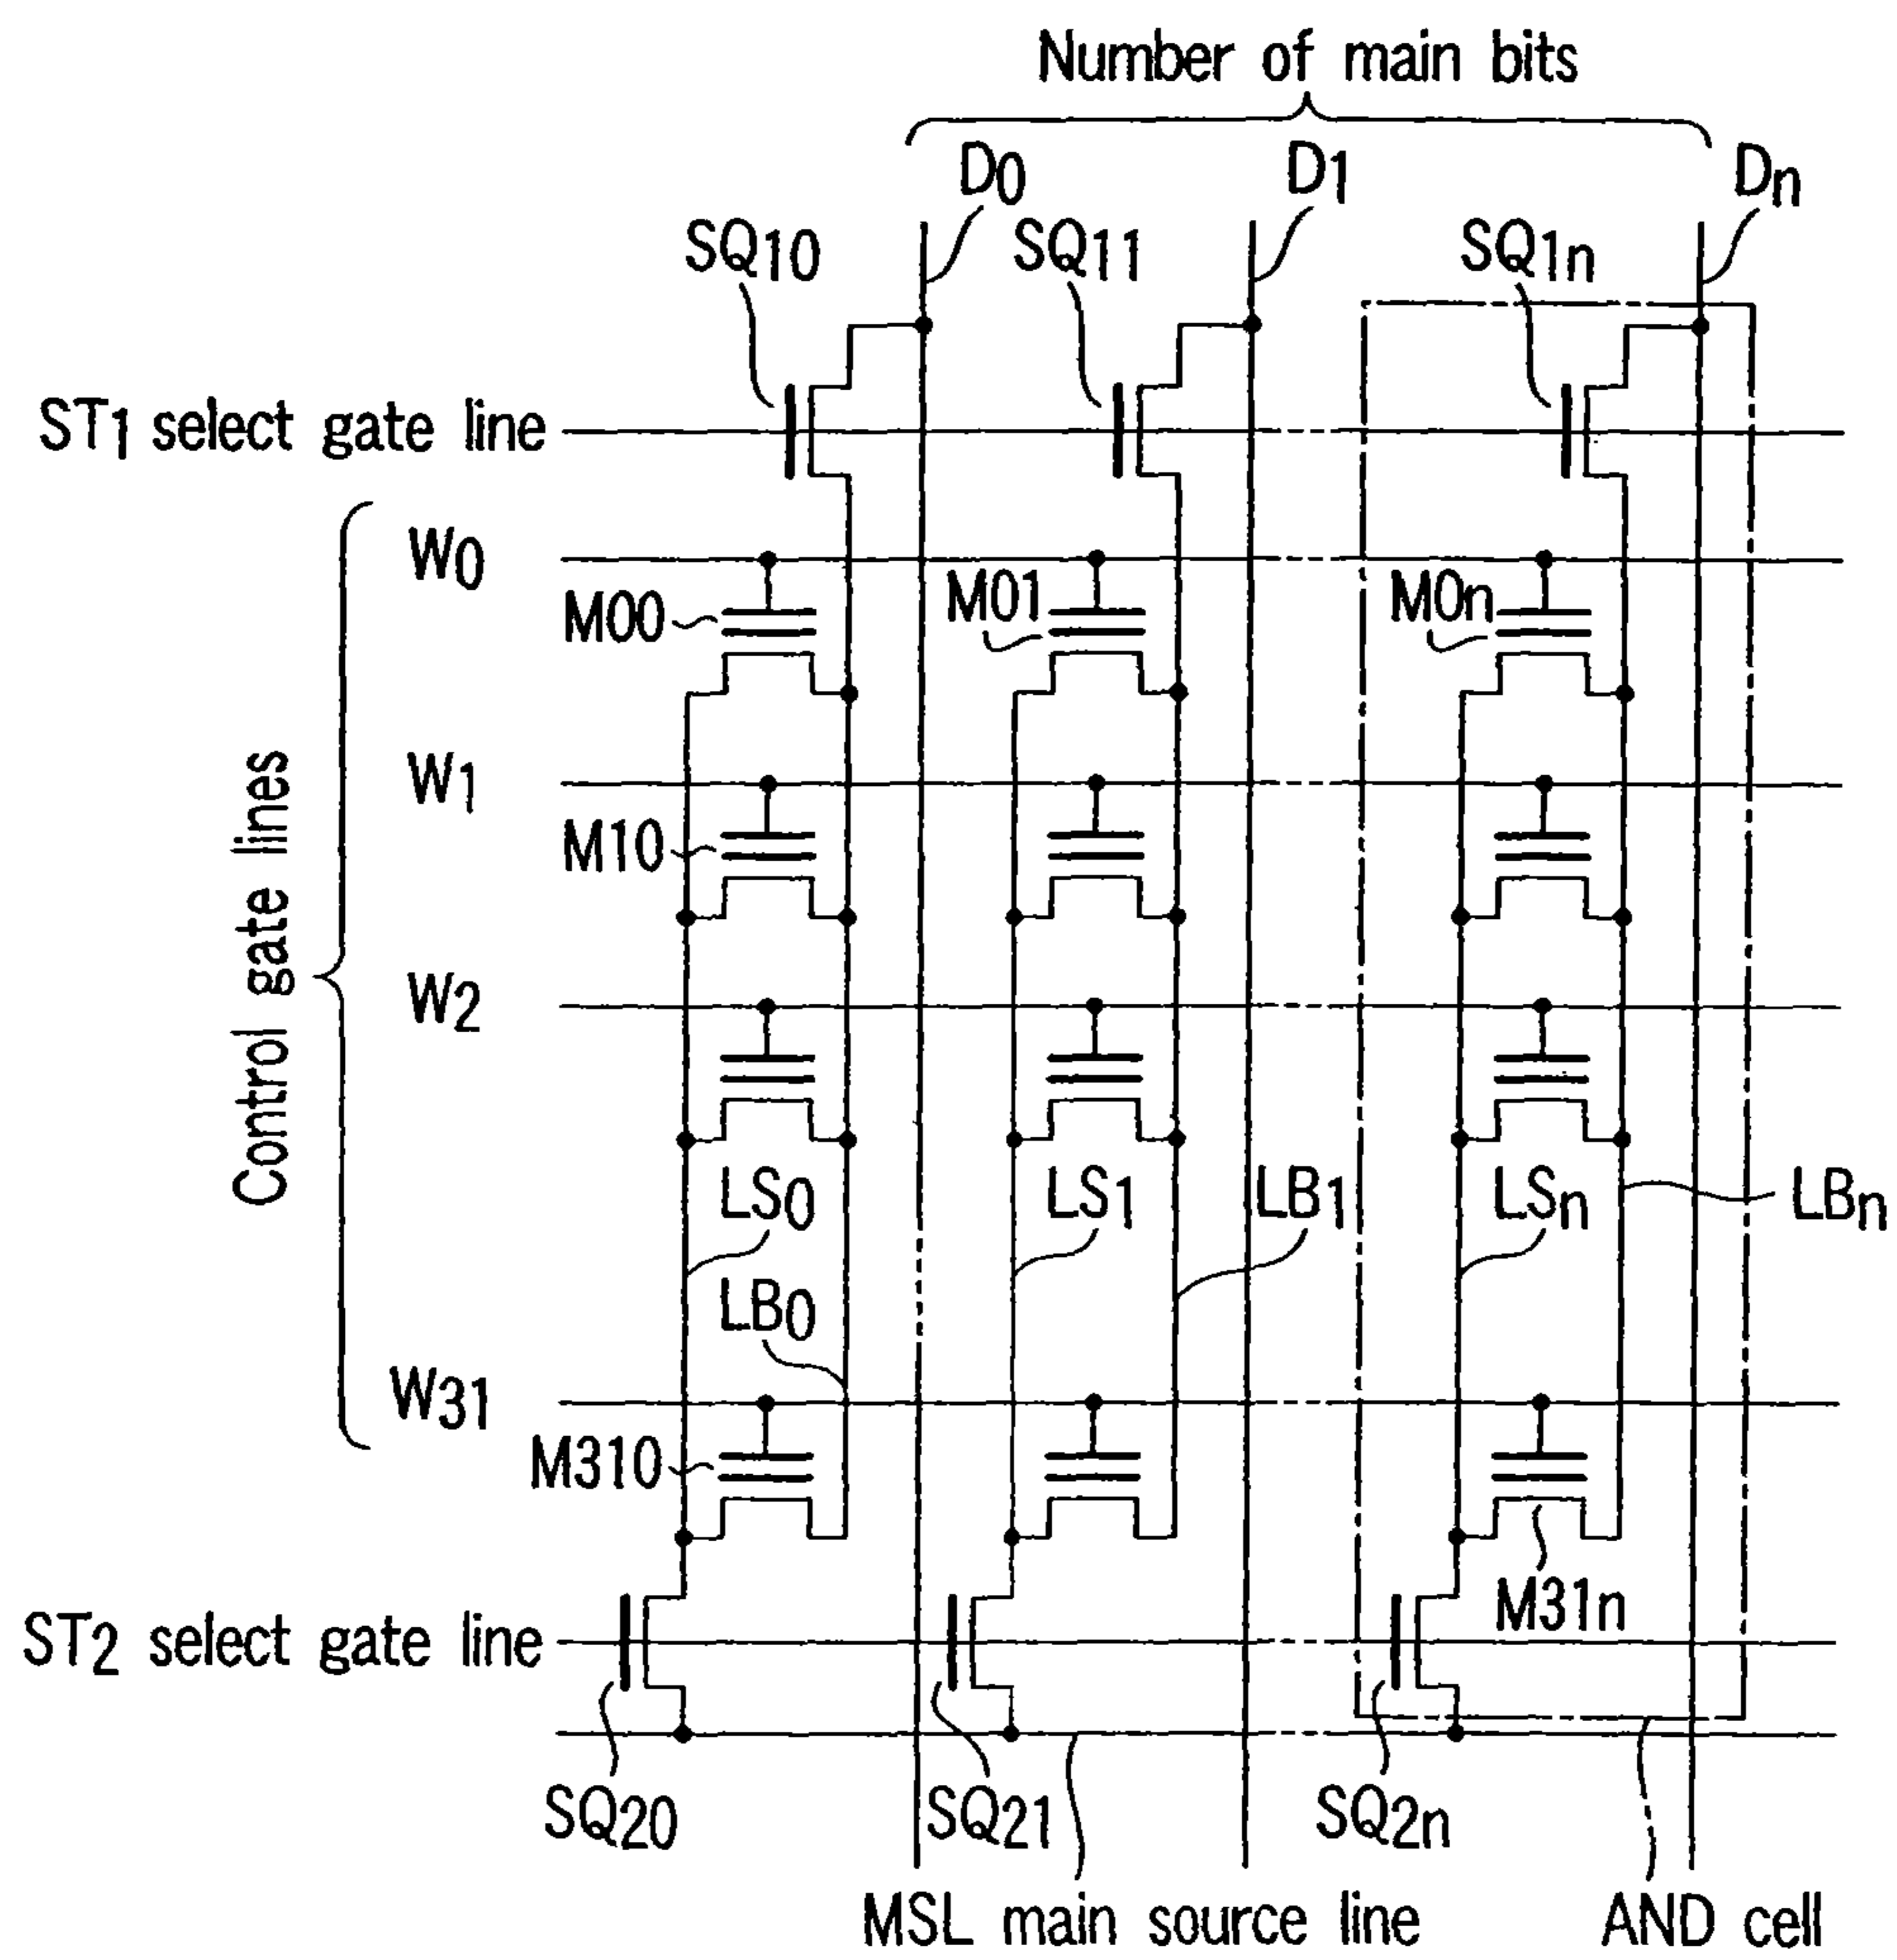 Number of main bits
D0 D1 Dn
SQ10 SQ11 SQ1n
ST1 select gate line
Control gate lines
W0
M00 M01 M0n
W1
M10
W2
LS0 LS1 LB1 LSn LBn
LB0
W31
M310
M31n
ST2 select gate line
SQ20 SQ21 SQ2n
MSL main source line AND cell